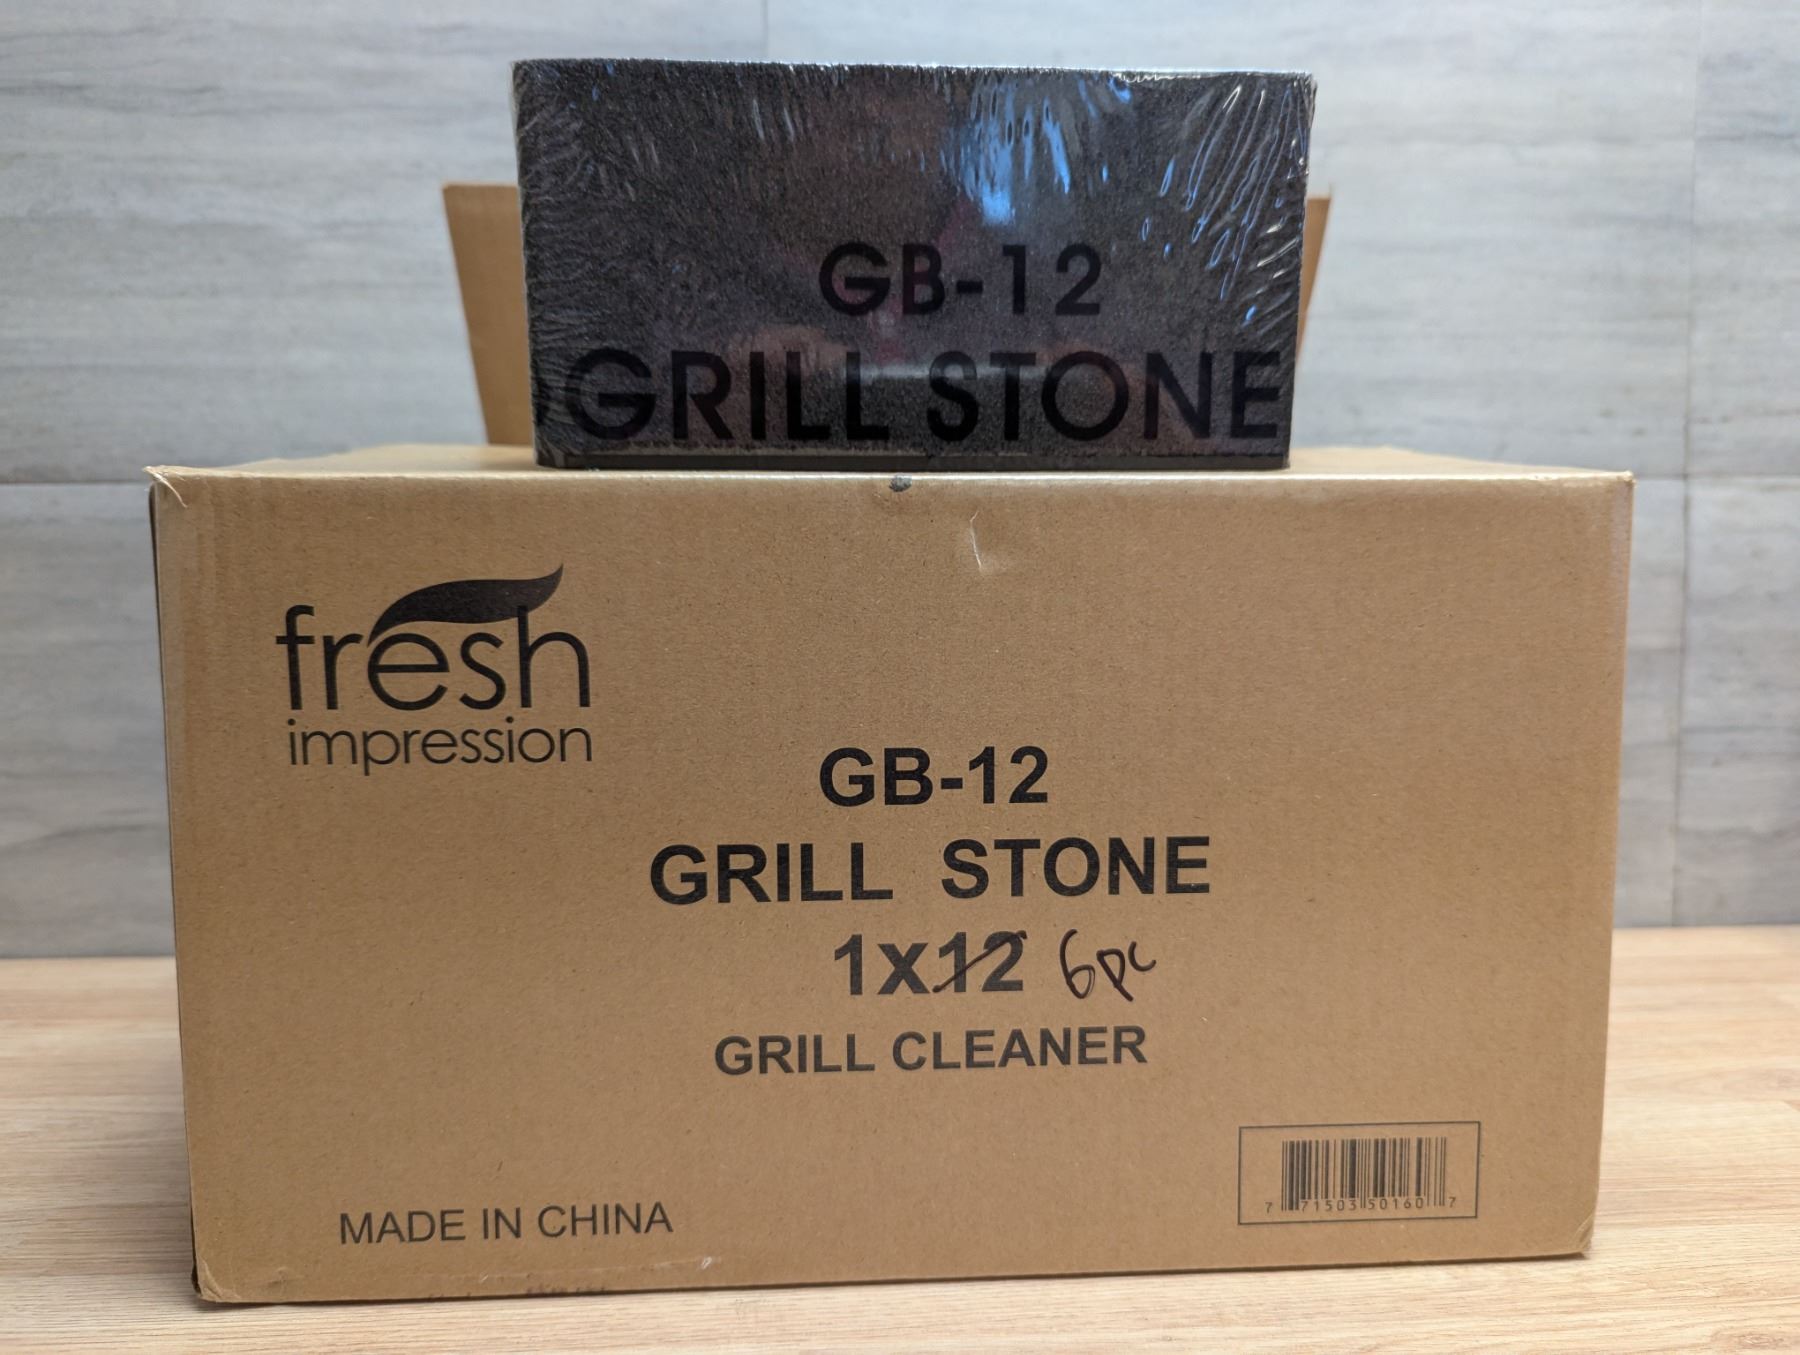 GB-12
GRILL STONE
fresh
impression
GB-12
GRILL STONE
1x12 6pc
GRILL CLEANER
MADE IN CHINA
7 71503 50160 7